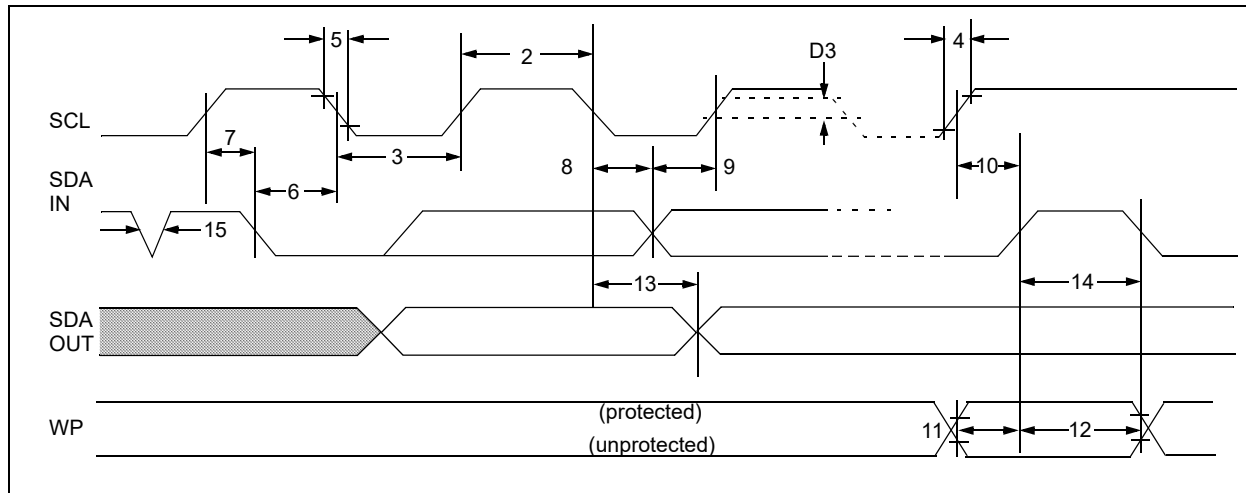 5
2
D3
4
SCL
7
3
8
9
10
SDA
IN
6
15
13
14
SDA
OUT
(protected)
WP
11
12
(unprotected)